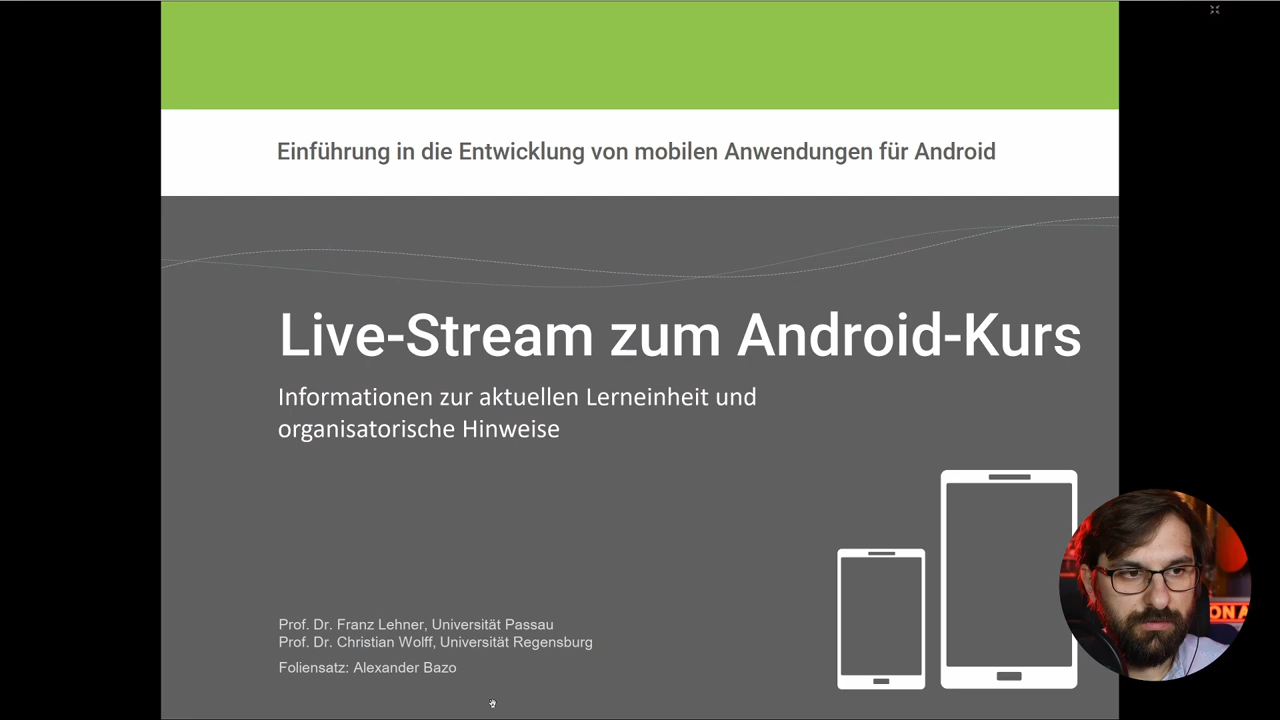 Einführung in die Entwicklung von mobilen Anwendungen für Android
Live-Stream zum Android-Kurs
Informationen zur aktuellen Lerneinheit und
organisatorische Hinweise
Prof. Dr. Franz Lehner, Universität Passau
Prof. Dr. Christian Wolff, Universität Regensburg
Foliensatz: Alexander Bazo
ON A